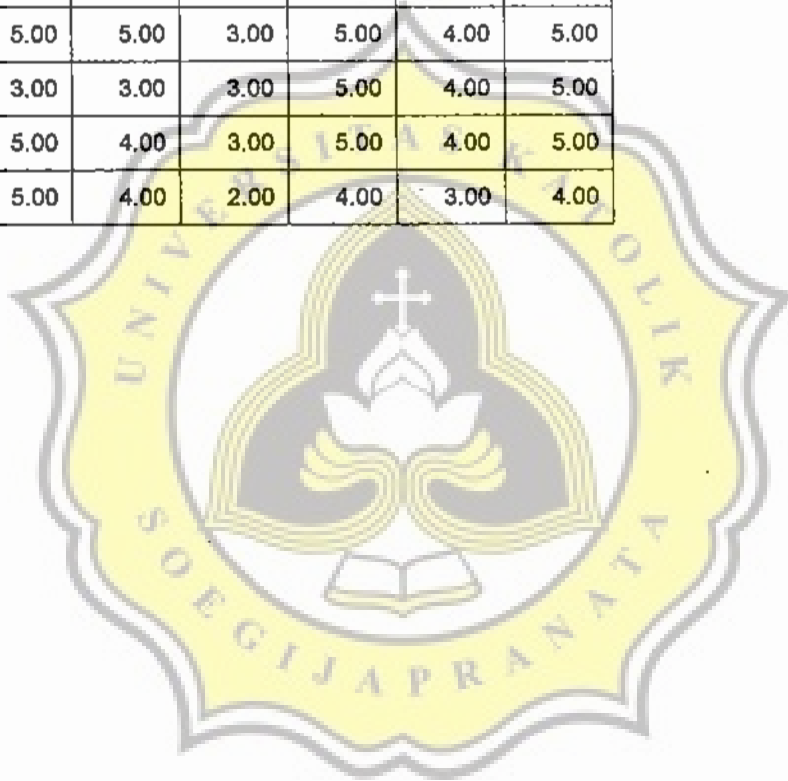 5.00 5.00 3.00 5.00 4.00 5.00
3.00 3.00 3.00 5.00 4.00 5.00
5.00 4.00 3.00 5.00 4.00 5.00
5.00 4.00 2.00 4.00 3.00 4.00
UNIVERSITAS KATOLIK
SOEGIJAPRANATA